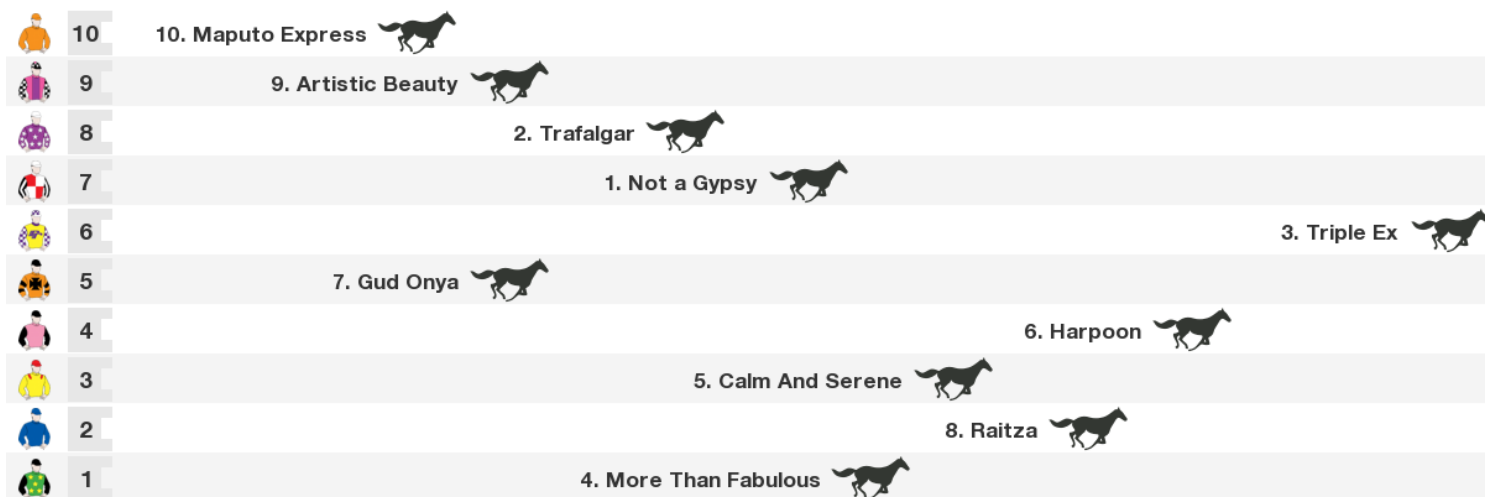 10 10. Maputo Express
9 9. Artistic Beauty
8 2. Trafalgar
7 1. Not a Gypsy
6 3. Triple Ex
5 7. Gud Onya
4 6. Harpoon
3 5. Calm And Serene
2 8. Raitza
1 4. More Than Fabulous